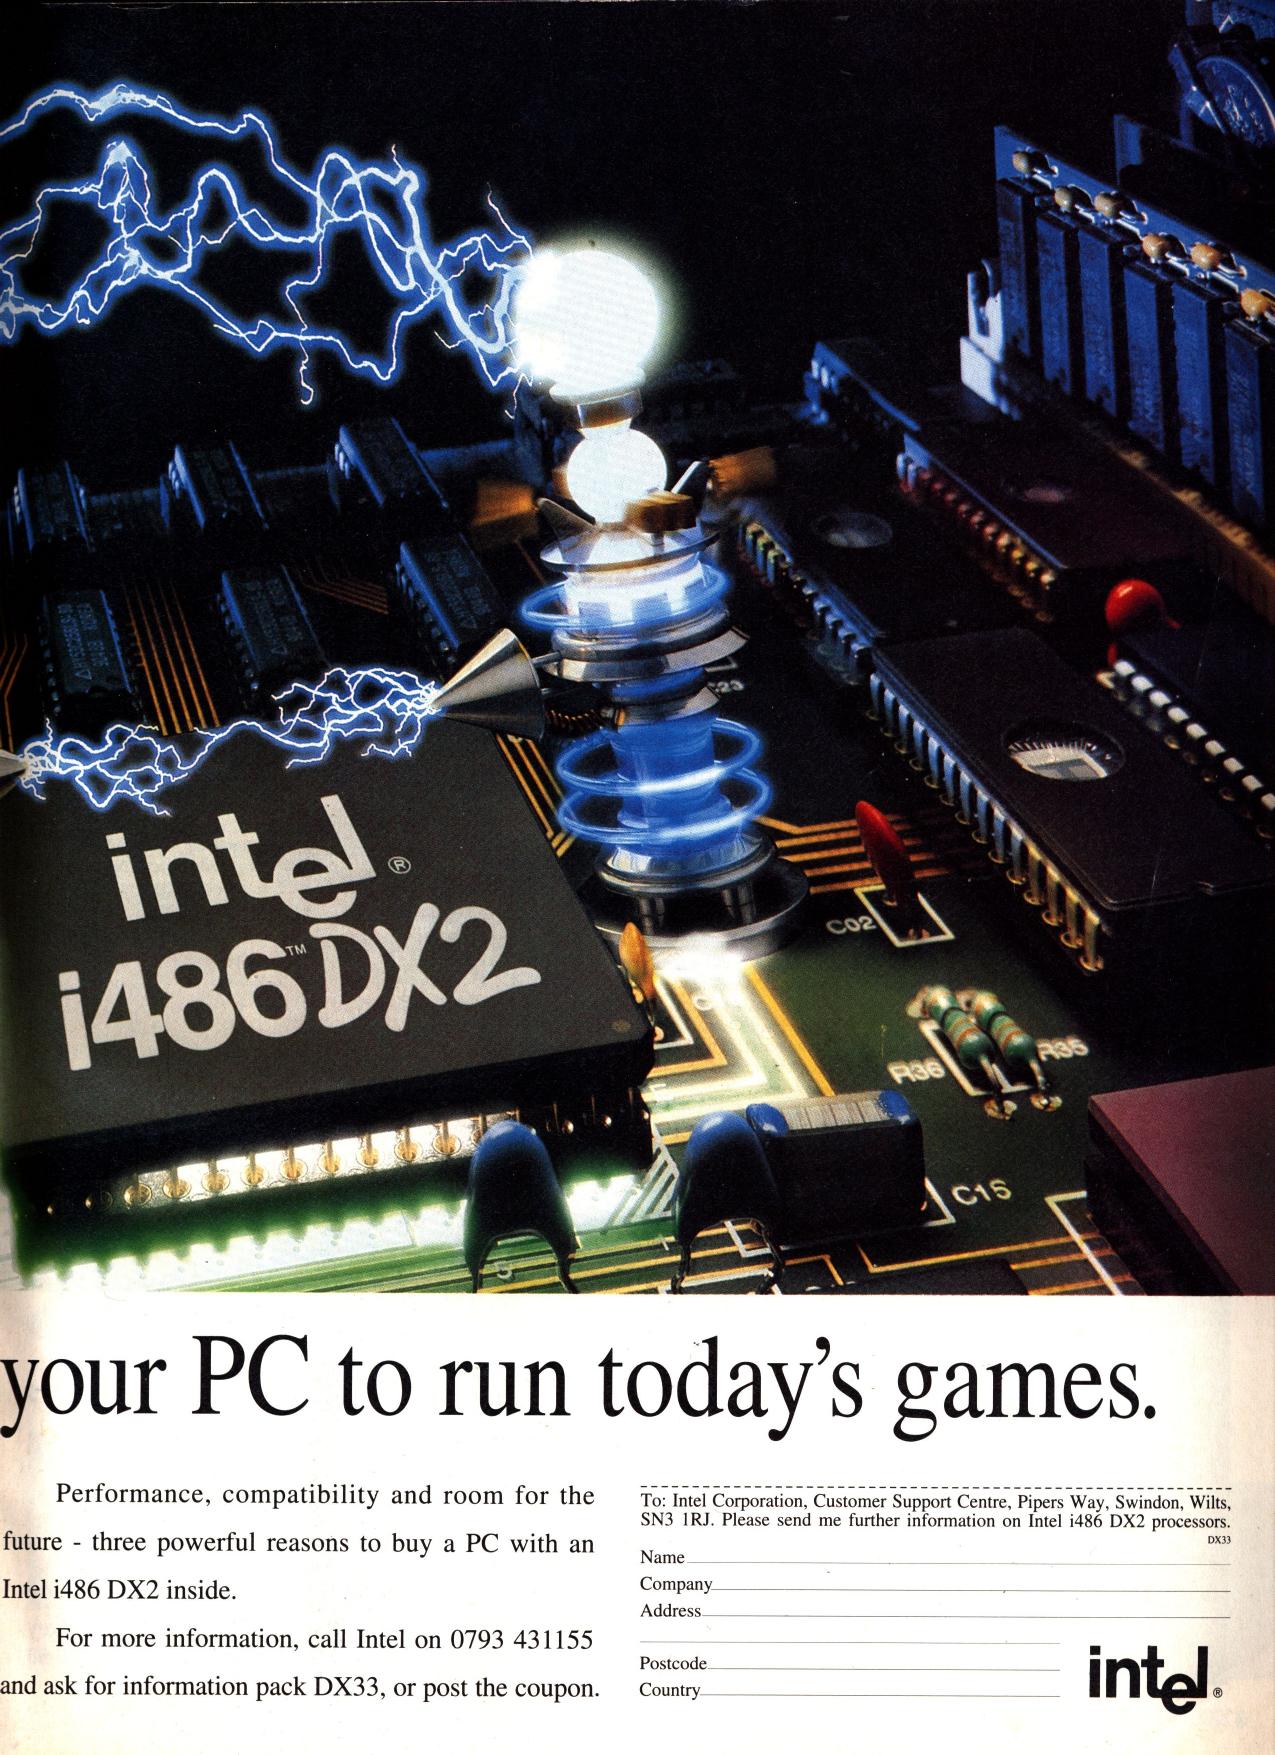 intel®
i486™DX2
C23
C02
R36
R35
C15
your PC to run today's games.
Performance, compatibility and room for the
future - three powerful reasons to buy a PC with an
Intel i486 DX2 inside.
For more information, call Intel on 0793 431155
and ask for information pack DX33, or post the coupon.
To: Intel Corporation, Customer Support Centre, Pipers Way, Swindon, Wilts,
SN3 1RJ. Please send me further information on Intel i486 DX2 processors.
DX33
Name
Company
Address
Postcode
Country
intel®